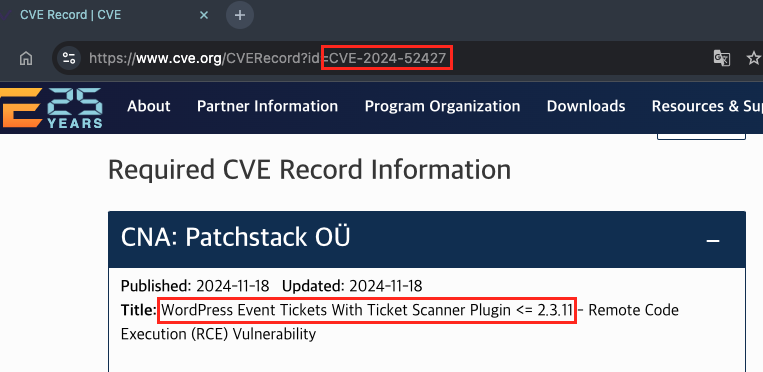 CVE Record | CVE
https://www.cve.org/CVERecord?id=CVE-2024-52427
E 25 YEARS
About Partner Information Program Organization Downloads Resources & Sup
Required CVE Record Information
CNA: Patchstack OÜ
Published: 2024-11-18 Updated: 2024-11-18
Title: WordPress Event Tickets With Ticket Scanner Plugin <= 2.3.11 - Remote Code
Execution (RCE) Vulnerability